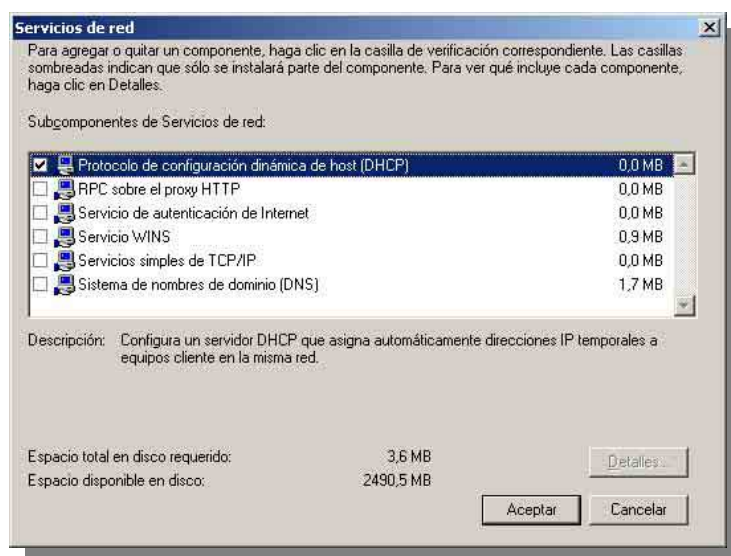 Servicios de red
Para agregar o quitar un componente, haga clic en la casilla de verificación correspondiente. Las casillas
sombreadas indican que sólo se instalará parte del componente. Para ver qué incluye cada componente,
haga clic en Detalles.
Subcomponentes de Servicios de red:
Protocolo de configuración dinámica de host (DHCP) 0,0 MB
RPC sobre el proxy HTTP 0,0 MB
Servicio de autenticación de Internet 0,0 MB
Servicio WINS 0,9 MB
Servicios simples de TCP/IP 0,0 MB
Sistema de nombres de dominio (DNS) 1,7 MB
Descripción: Configura un servidor DHCP que asigna automáticamente direcciones IP temporales a
equipos cliente en la misma red.
Espacio total en disco requerido: 3,6 MB
Detalles...
Espacio disponible en disco: 2490,5 MB
Aceptar Cancelar